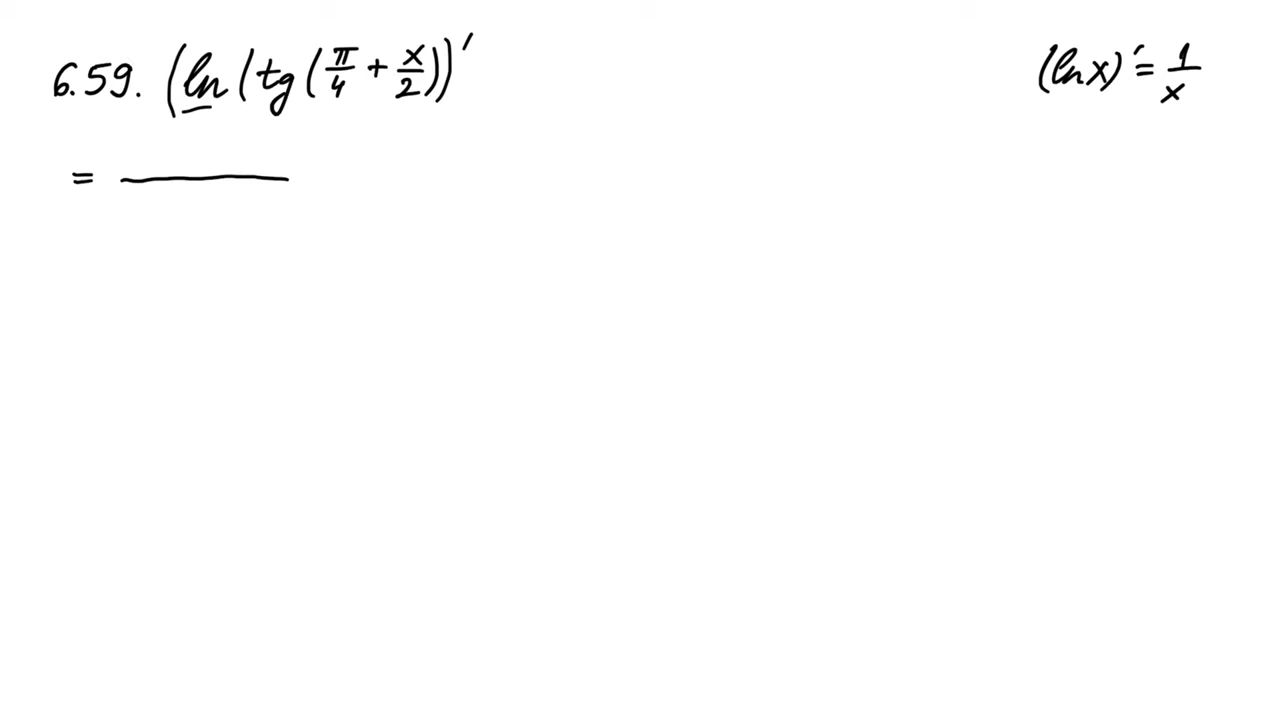 6.59. (ln(tg(π/4 + x/2))′ (ln x)′ = 1/x
=